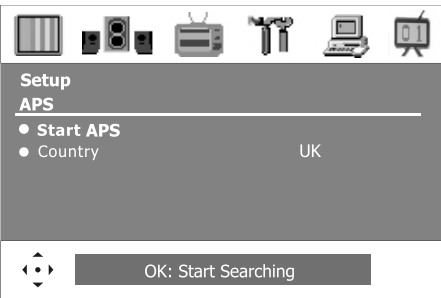 01
Setup
APS
Start APS
Country UK
OK: Start Searching